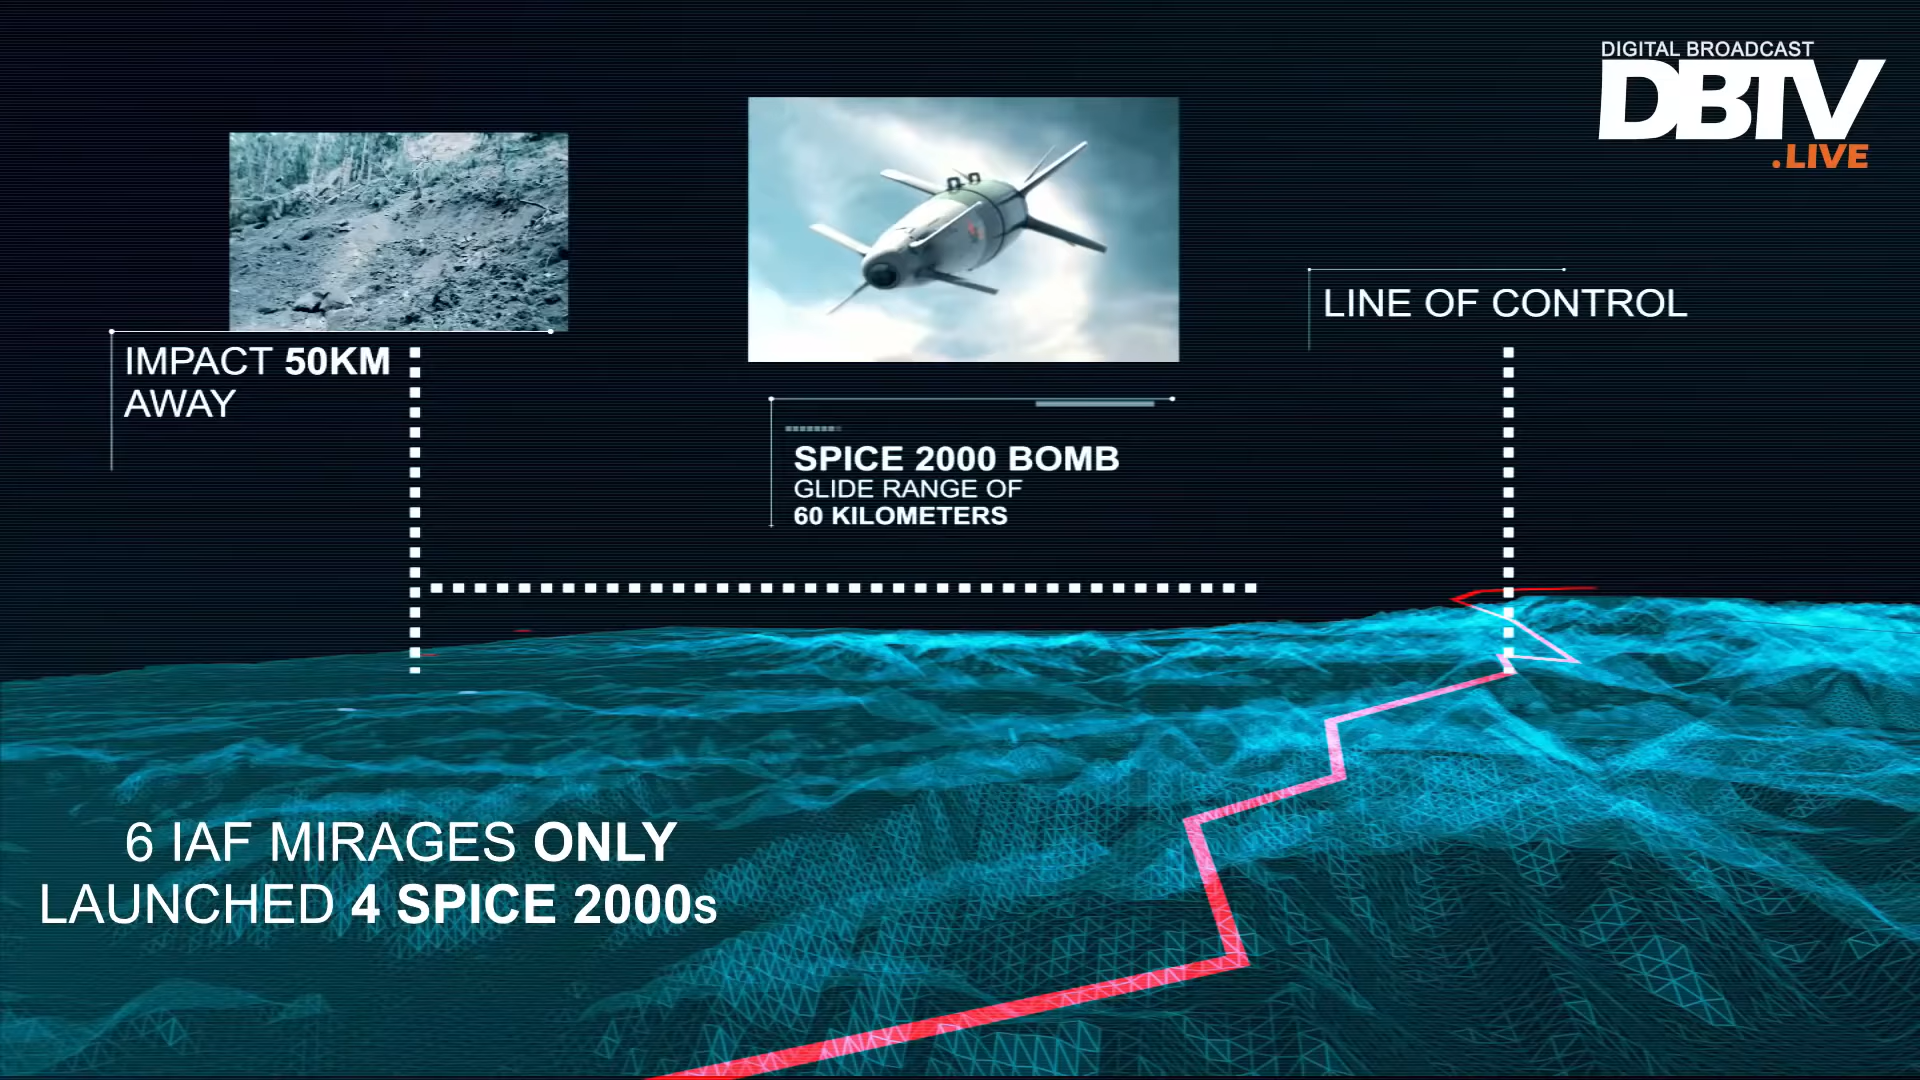 DIGITAL BROADCAST
DBTV
.LIVE
IMPACT 50KM
AWAY
SPICE 2000 BOMB
GLIDE RANGE OF
60 KILOMETERS
LINE OF CONTROL
6 IAF MIRAGES ONLY
LAUNCHED 4 SPICE 2000s